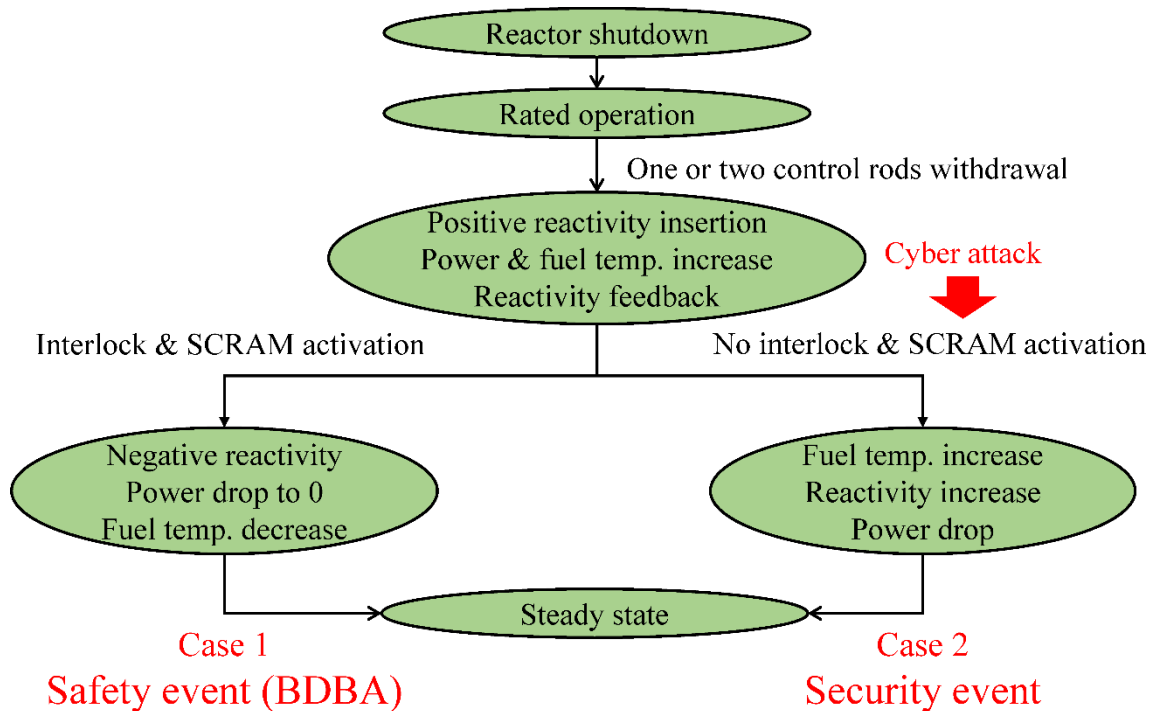 Reactor shutdown
Rated operation
One or two control rods withdrawal
Positive reactivity insertion
Power & fuel temp. increase
Reactivity feedback
Cyber attack
Interlock & SCRAM activation
No interlock & SCRAM activation
Negative reactivity
Power drop to 0
Fuel temp. decrease
Fuel temp. increase
Reactivity increase
Power drop
Steady state
Case 1
Safety event (BDBA)
Case 2
Security event